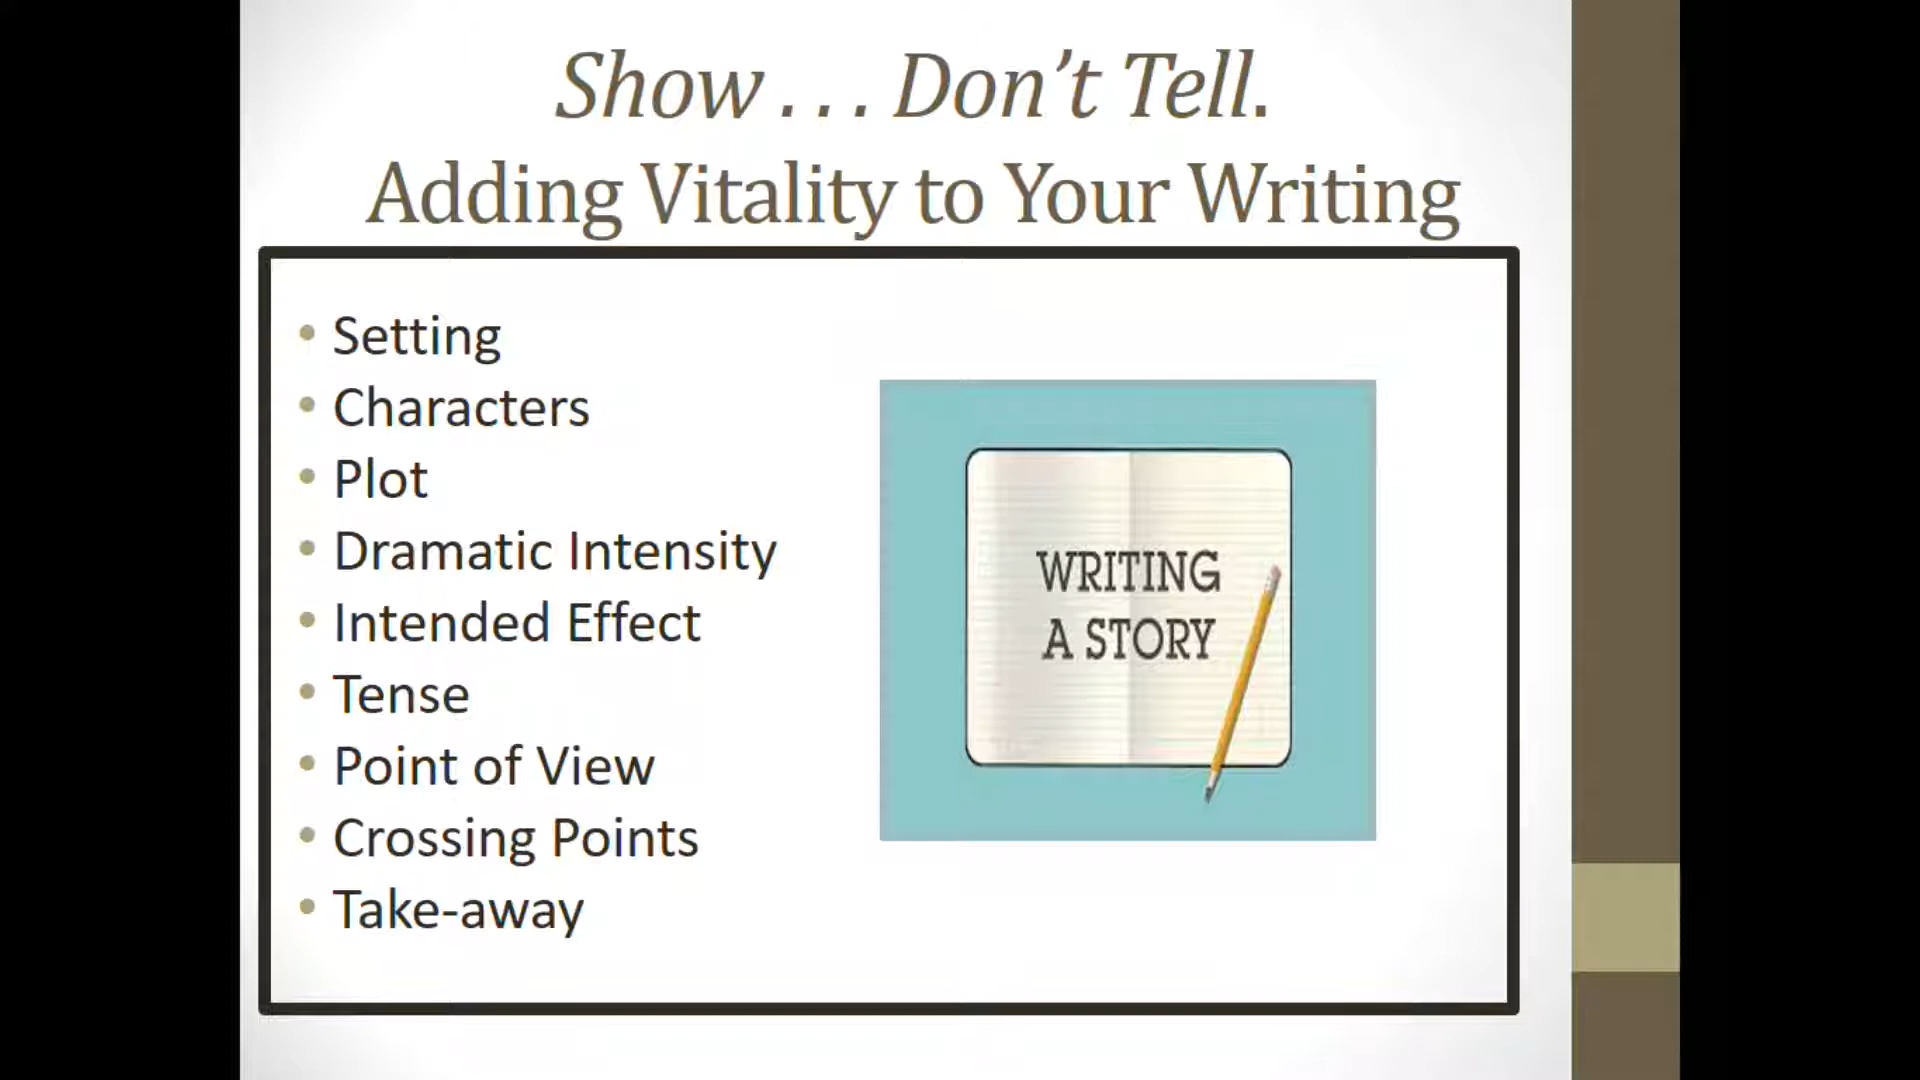 Show . . . Don’t Tell.
Adding Vitality to Your Writing
• Setting
• Characters
• Plot
• Dramatic Intensity
• Intended Effect
• Tense
• Point of View
• Crossing Points
• Take-away
WRITING
A STORY